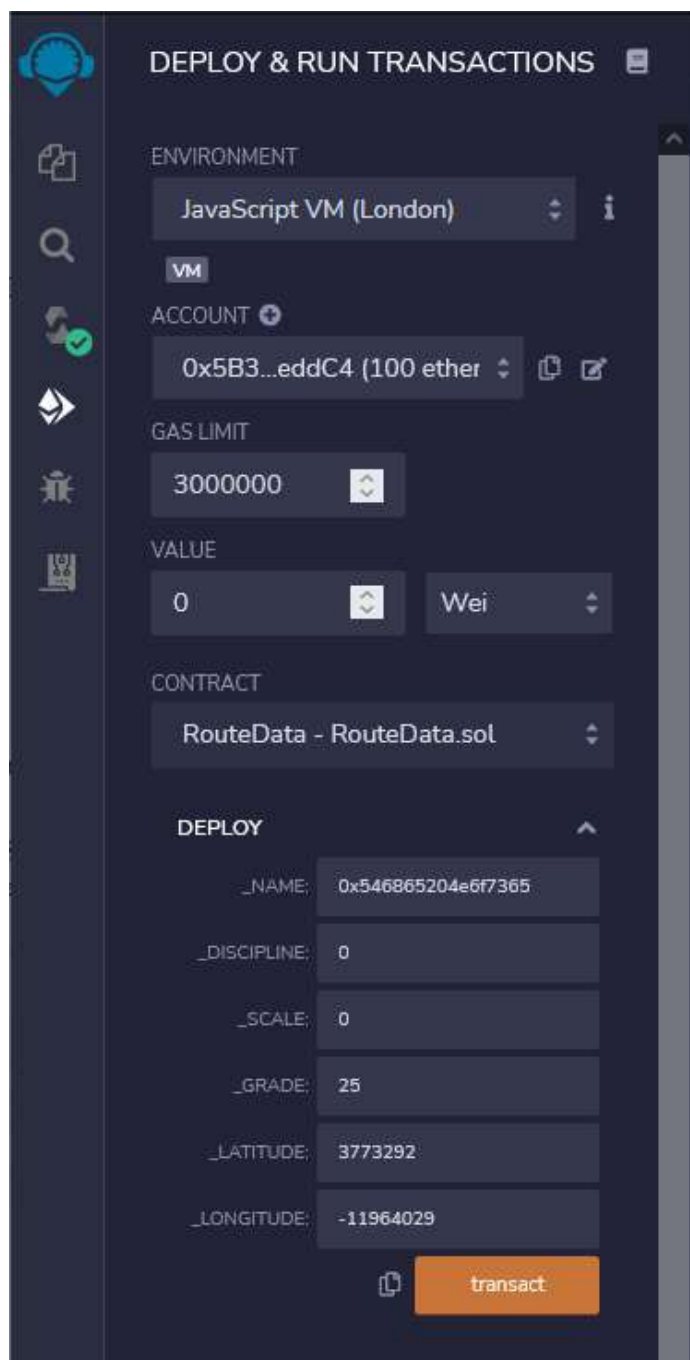 DEPLOY & RUN TRANSACTIONS
ENVIRONMENT
JavaScript VM (London)
VM
ACCOUNT
0x5B3...eddC4 (100 ether
GAS LIMIT
3000000
VALUE
0 Wei
CONTRACT
RouteData - RouteData.sol
DEPLOY
_NAME: 0x546865204e6f7365
_DISCIPLINE: 0
_SCALE: 0
_GRADE: 25
_LATITUDE: 3773292
_LONGITUDE: -11964029
transact